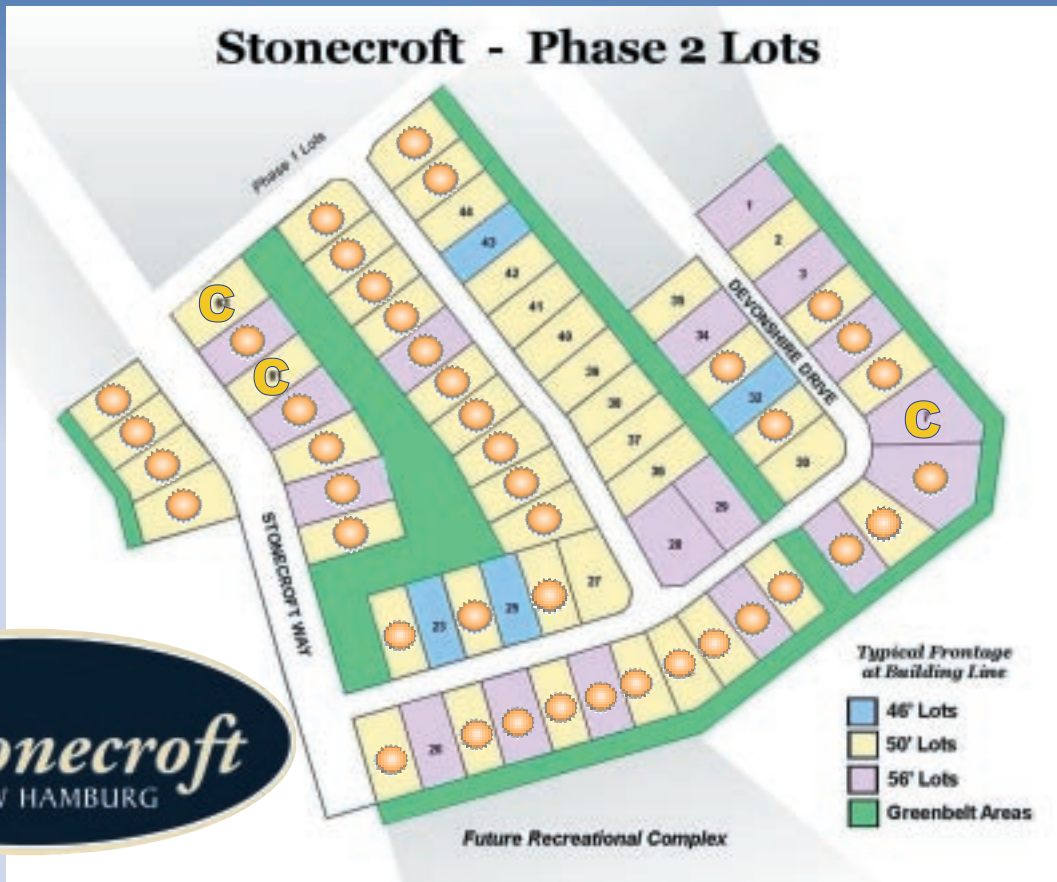 Stonecroft - Phase 2 Lots
Phase 1 Lots
44
43
42
41
40
39
38
37
36
29
28
27
1
2
3
35
34
32
30
DEVONSHIRE DRIVE
C
C
C
STONECROFT WAY
23
25
20
onecroft
HAMBURG
Typical Frontage
at Building Line
46' Lots
50' Lots
56' Lots
Greenbelt Areas
Future Recreational Complex